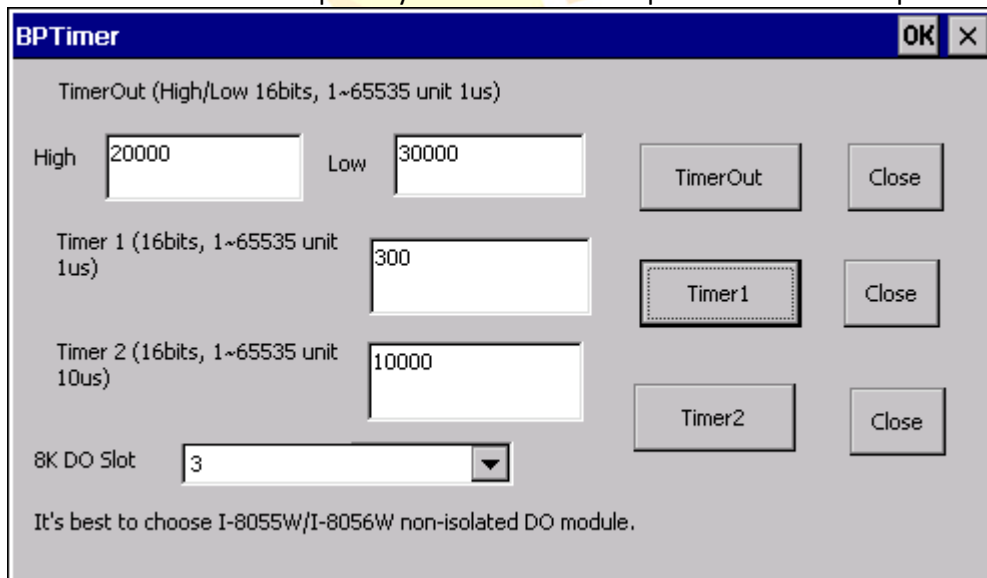 BPTimer OK ×
TimerOut (High/Low 16bits, 1~65535 unit 1us)
High 20000 Low 30000 TimerOut Close
Timer 1 (16bits, 1~65535 unit
1us)
300 Timer1 Close
Timer 2 (16bits, 1~65535 unit
10us)
10000 Timer2 Close
8K DO Slot 3
It's best to choose I-8055W/I-8056W non-isolated DO module.